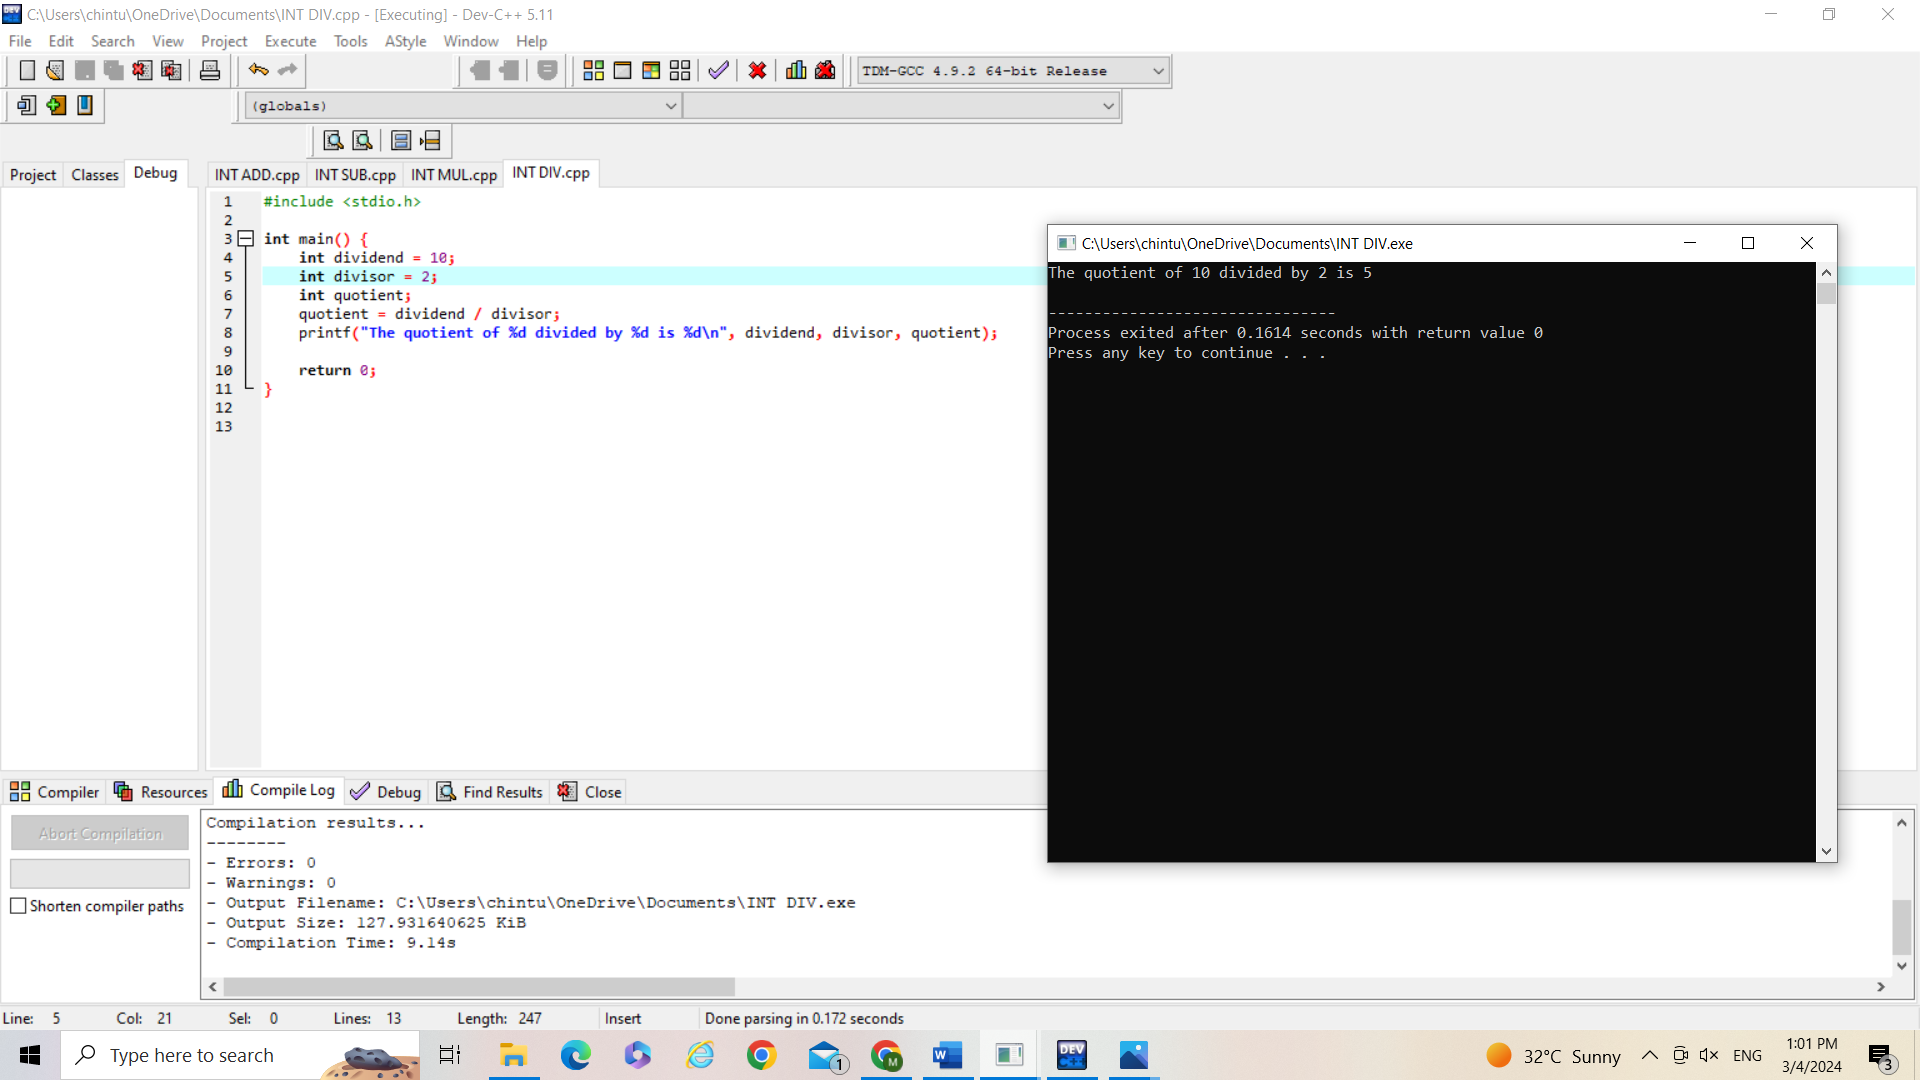 C:\Users\chintu\OneDrive\Documents\INT DIV.cpp - [Executing] - Dev-C++ 5.11
File Edit Search View Project Execute Tools AStyle Window Help
TDM-GCC 4.9.2 64-bit Release
(globals)
Project Classes Debug
INT ADD.cpp INT SUB.cpp INT MUL.cpp INT DIV.cpp
1 #include <stdio.h>
2
3 int main() {
4 int dividend = 10;
5 int divisor = 2;
6 int quotient;
7 quotient = dividend / divisor;
8 printf("The quotient of %d divided by %d is %d\n", dividend, divisor, quotient);
9
10 return 0;
11 }
12
13
C:\Users\chintu\OneDrive\Documents\INT DIV.exe
The quotient of 10 divided by 2 is 5
--------------------------------
Process exited after 0.1614 seconds with return value 0
Press any key to continue . . .
Compiler Resources Compile Log Debug Find Results Close
Abort Compilation
Shorten compiler paths
Compilation results...
--------
- Errors: 0
- Warnings: 0
- Output Filename: C:\Users\chintu\OneDrive\Documents\INT DIV.exe
- Output Size: 127.931640625 KiB
- Compilation Time: 9.14s
Line: 5 Col: 21 Sel: 0 Lines: 13 Length: 247 Insert Done parsing in 0.172 seconds
Type here to search
1
M
W
DEV
C++
32°C Sunny
ENG
1:01 PM
3/4/2024
3